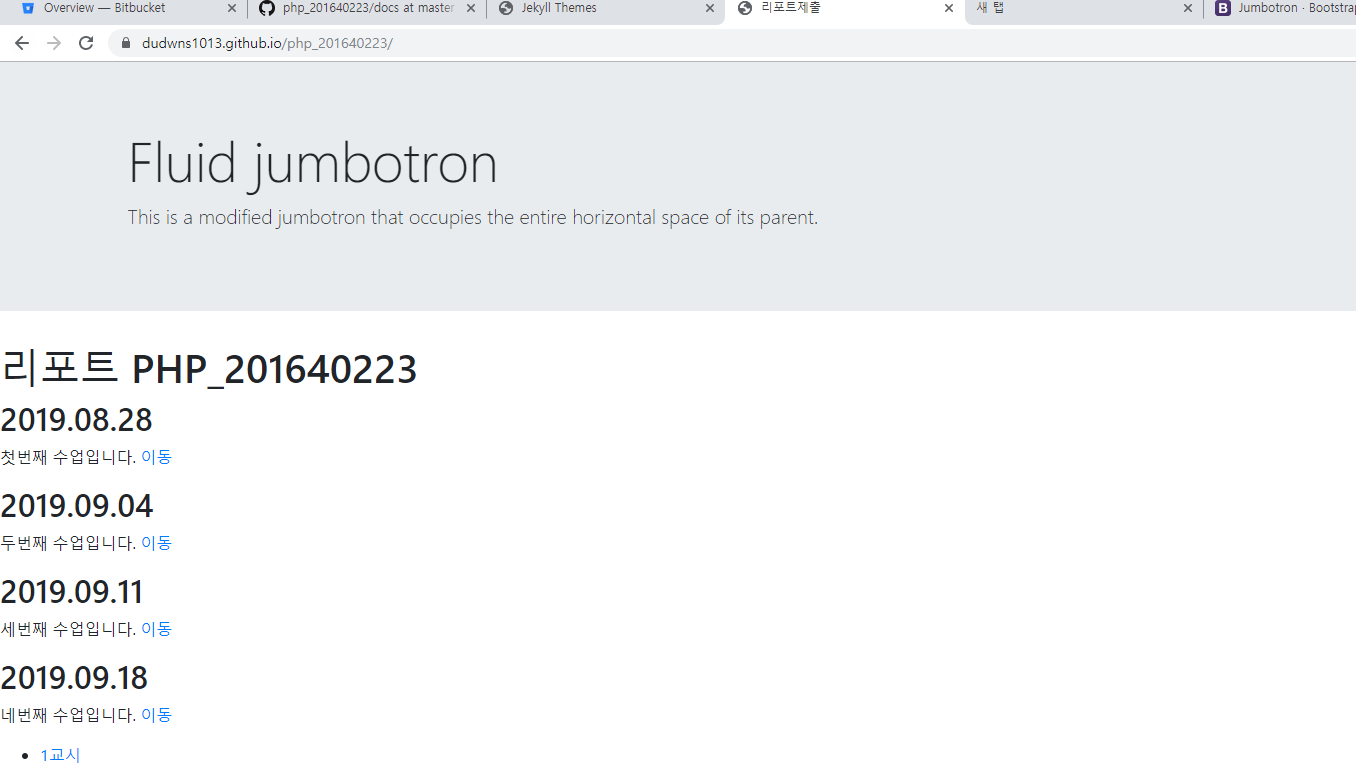 Overview — Bitbucket
php_201640223/docs at master
Jekyll Themes
리포트제출
새 탭
Jumbotron · Bootstrap
dudwns1013.github.io/php_201640223/
Fluid jumbotron
This is a modified jumbotron that occupies the entire horizontal space of its parent.
리포트 PHP_201640223
2019.08.28
첫번째 수업입니다. 이동
2019.09.04
두번째 수업입니다. 이동
2019.09.11
세번째 수업입니다. 이동
2019.09.18
네번째 수업입니다. 이동
1교시